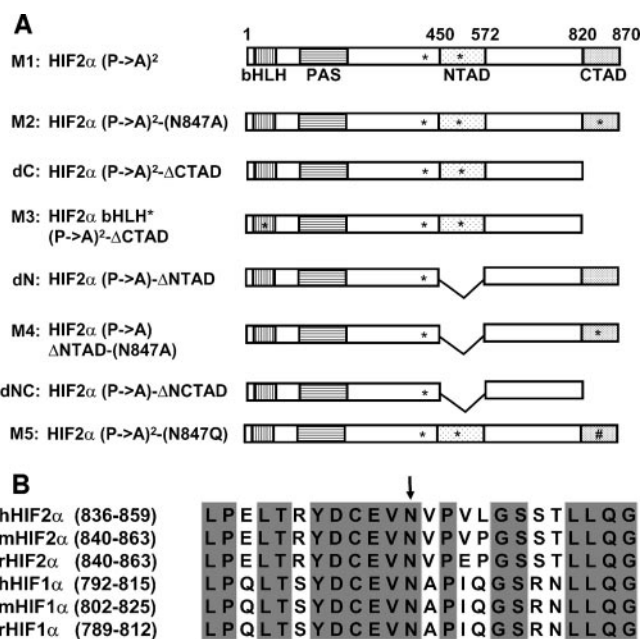 A
1 450 572 820 870
M1: HIF2α (P->A)² * *
bHLH PAS NTAD CTAD
M2: HIF2α (P->A)²-(N847A) * * *
dC: HIF2α (P->A)²-ΔCTAD * *
M3: HIF2α bHLH* * * *
(P->A)²-ΔCTAD
dN: HIF2α (P->A)-ΔNTAD *
M4: HIF2α (P->A) * *
ΔNTAD-(N847A)
dNC: HIF2α (P->A)-ΔNCTAD *
M5: HIF2α (P->A)²-(N847Q) * * #
B
hHIF2α (836-859) L P E L T R Y D C E V N V P V L G S S T L L Q G
mHIF2α (840-863) L P E L T R Y D C E V N V P V P G S S T L L Q G
rHIF2α (840-863) L P E L T R Y D C E V N V P E P G S S T L L Q G
hHIF1α (792-815) L P Q L T S Y D C E V N A P I Q G S R N L L Q G
mHIF1α (802-825) L P Q L T S Y D C E V N A P I Q G S R N L L Q G
rHIF1α (789-812) L P Q L T S Y D C E V N A P I Q G S R N L L Q G